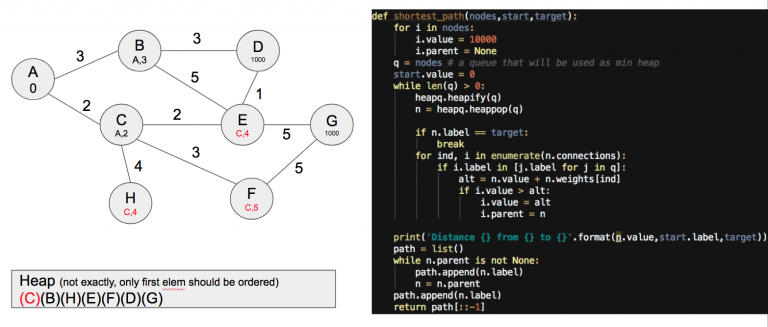 A
0
3
B
A,3
3
D
1000
5
1
2
C
A,2
2
E
C,4
5
G
1000
4
3
5
H
C,4
F
C,5
Heap (not exactly, only first elem should be ordered)
(C)(B)(H)(E)(F)(D)(G)
def shortest_path(nodes,start,target):
    for i in nodes:
        i.value = 10000
        i.parent = None
    q = nodes # a queue that will be used as min heap
    start.value = 0
    while len(q) > 0:
        heapq.heapify(q)
        n = heapq.heappop(q)
        if n.label == target:
            break
        for ind, i in enumerate(n.connections):
            if i.label in [j.label for j in q]:
                alt = n.value + n.weights[ind]
                if i.value > alt:
                    i.value = alt
                    i.parent = n
    print('Distance {} from {} to {}'.format(n.value,start.label,target))
    path = list()
    while n.parent is not None:
        path.append(n.label)
        n = n.parent
    path.append(n.label)
    return path[::-1]